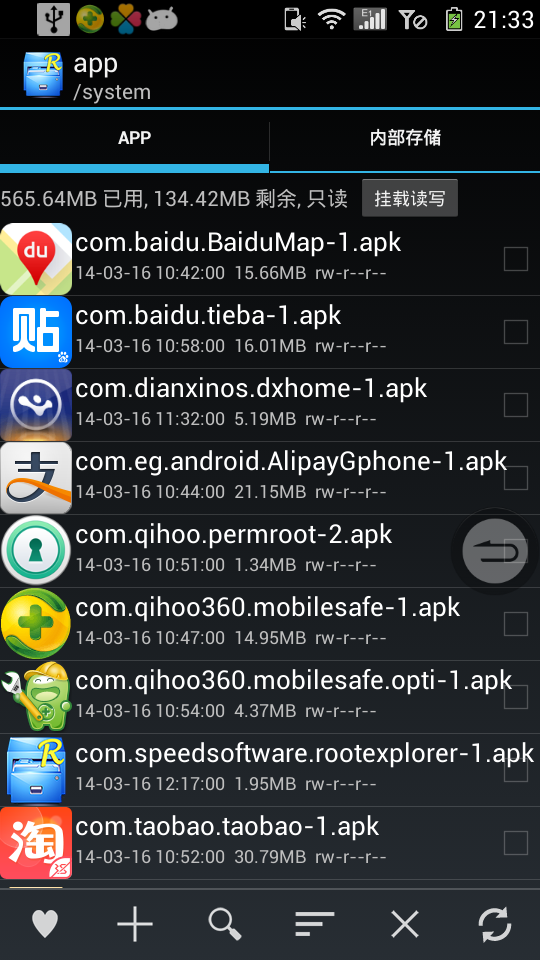 E1
21:33
R
app
/system
APP
内部存储
565.64MB 已用, 134.42MB 剩余, 只读
挂载读写
du
com.baidu.BaiduMap-1.apk
14-03-16 10:42:00 15.66MB rw-r--r--
贴
com.baidu.tieba-1.apk
14-03-16 10:58:00 16.01MB rw-r--r--
com.dianxinos.dxhome-1.apk
14-03-16 11:32:00 5.19MB rw-r--r--
支
com.eg.android.AlipayGphone-1.apk
14-03-16 10:44:00 21.15MB rw-r--r--
com.qihoo.permroot-2.apk
14-03-16 10:51:00 1.34MB rw-r--r--
com.qihoo360.mobilesafe-1.apk
14-03-16 10:47:00 14.95MB rw-r--r--
com.qihoo360.mobilesafe.opti-1.apk
14-03-16 10:54:00 4.37MB rw-r--r--
R
com.speedsoftware.rootexplorer-1.apk
14-03-16 12:17:00 1.95MB rw-r--r--
淘
com.taobao.taobao-1.apk
14-03-16 10:52:00 30.79MB rw-r--r--